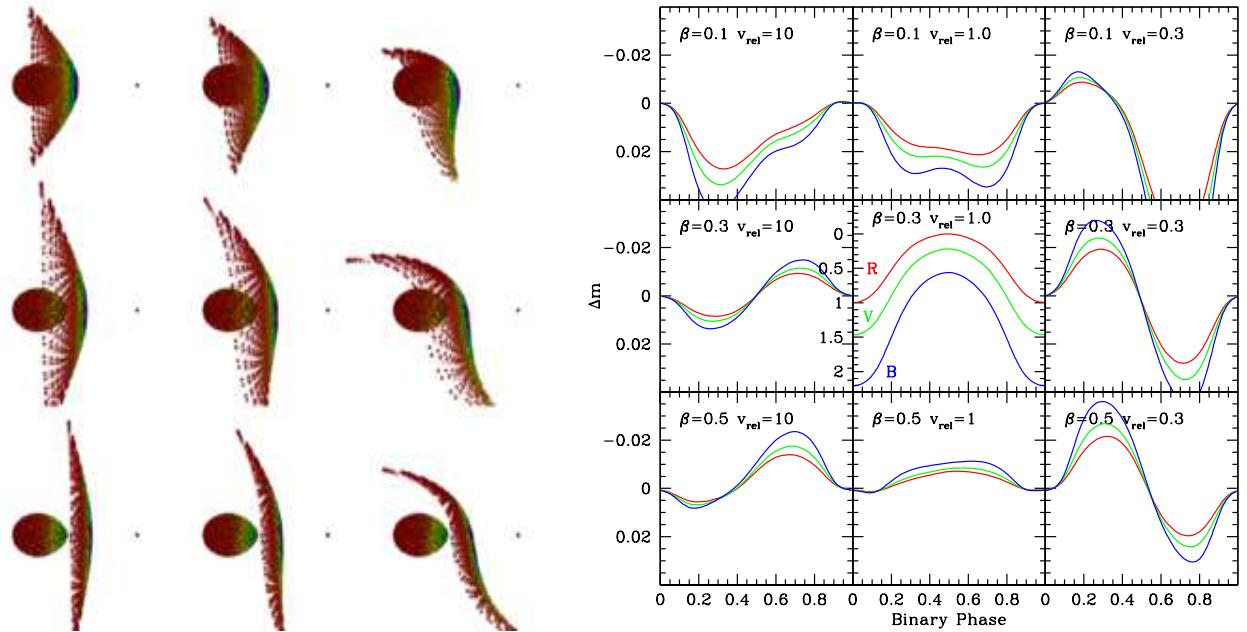 β=0.1 v_rel=10
β=0.1 v_rel=1.0
β=0.1 v_rel=0.3
-0.02
0
0.02
β=0.3 v_rel=10
β=0.3 v_rel=1.0
β=0.3 v_rel=0.3
-0.02
0
0.02
0
0.5
1
1.5
2
R
V
B
Δm
β=0.5 v_rel=10
β=0.5 v_rel=1
β=0.5 v_rel=0.3
-0.02
0
0.02
0 0.2 0.4 0.6 0.8 0 0.2 0.4 0.6 0.8 0 0.2 0.4 0.6 0.8
Binary Phase